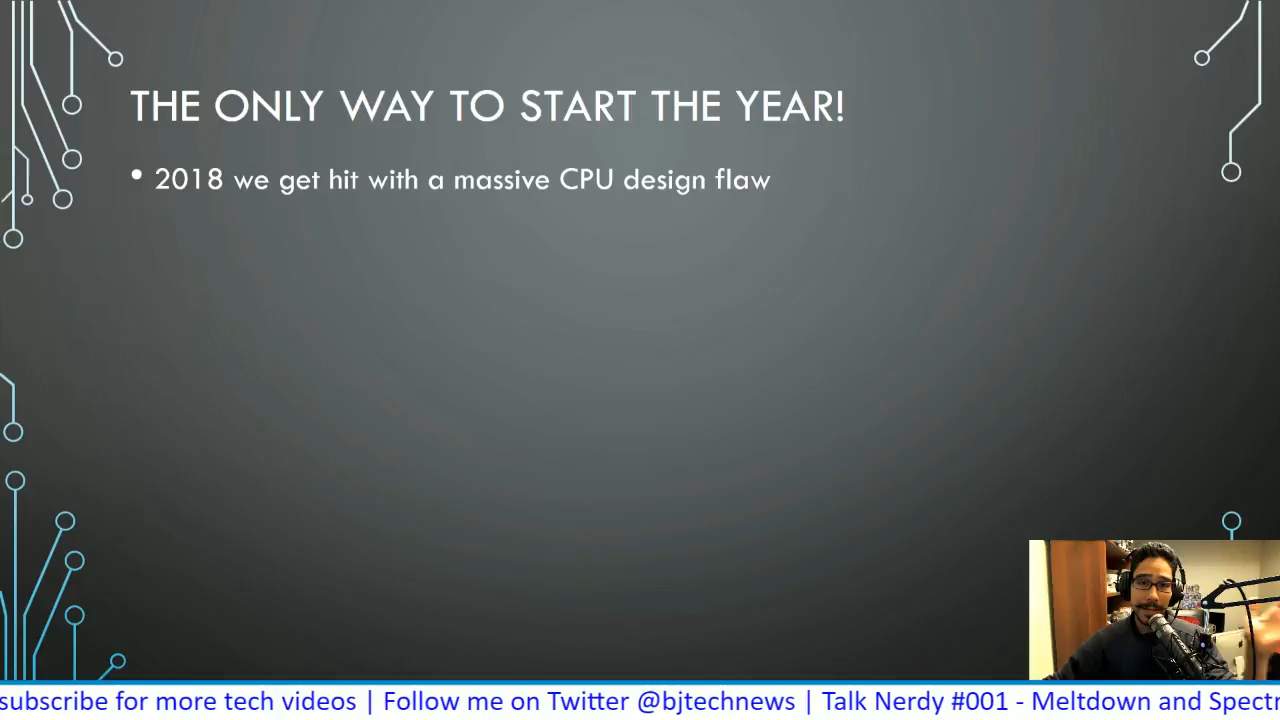 THE ONLY WAY TO START THE YEAR!
• 2018 we get hit with a massive CPU design flaw
subscribe for more tech videos | Follow me on Twitter @bjtechnews | Talk Nerdy #001 - Meltdown and Spectr